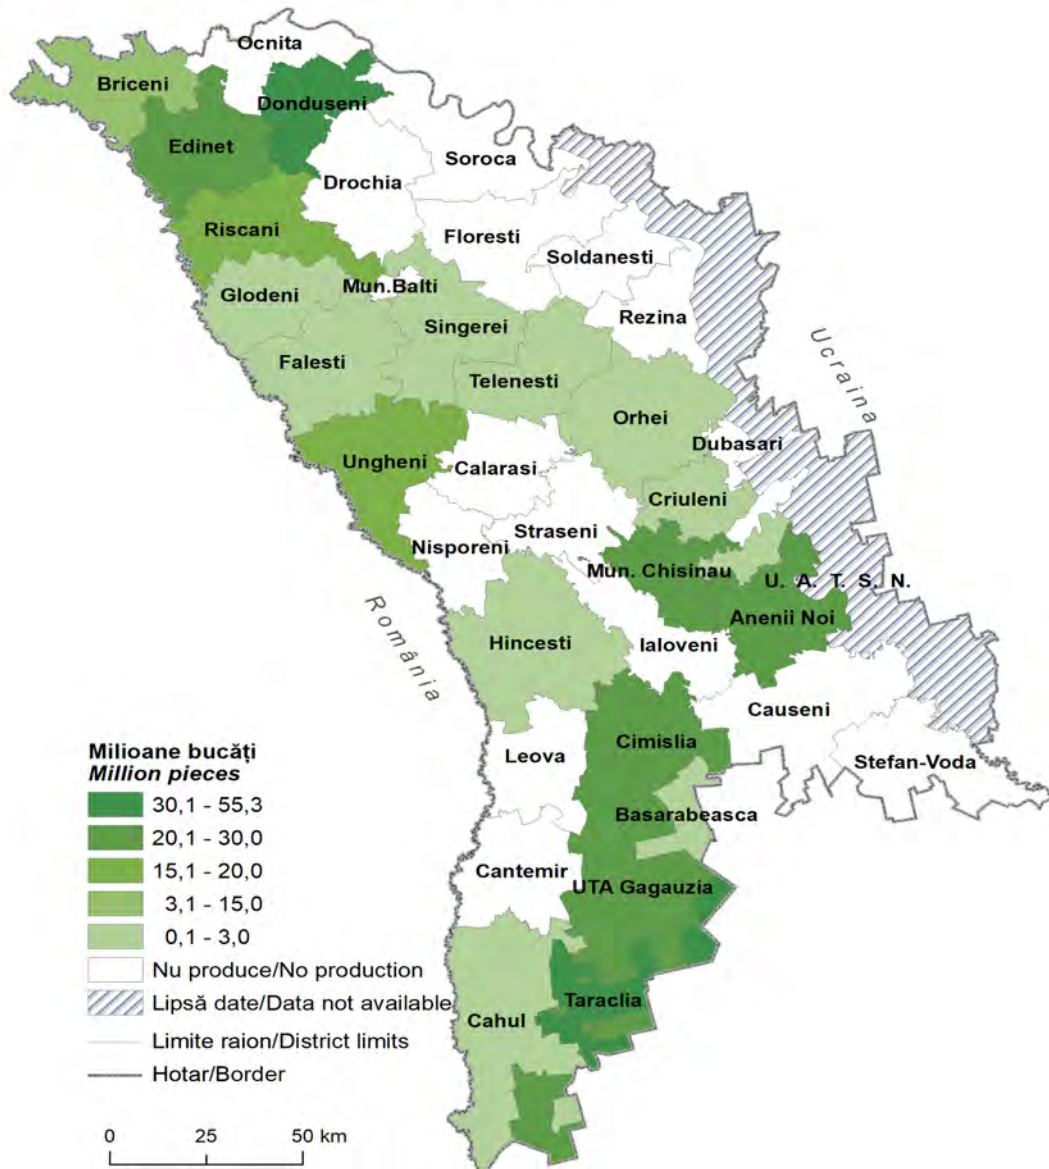 Ocnita
Briceni
Donduseni
Edinet
Soroca
Drochia
Riscani
Floresti
Soldanesti
Glodeni
Mun.Balti
Rezina
Singerei
Ucraina
Falesti
Telenesti
Orhei
Dubasari
Ungheni
Calarasi
Criuleni
Straseni
Nisporeni
Mun. Chisinau
U. A. T. S. N.
Anenii Noi
România
Hincesti
Ialoveni
Causeni
Cimislia
Leova
Stefan-Voda
Basarabeasca
Cantemir
UTA Gagauzia
Taraclia
Cahul
Milioane bucăți
Million pieces
30,1 - 55,3
20,1 - 30,0
15,1 - 20,0
3,1 - 15,0
0,1 - 3,0
Nu produce/No production
Lipsă date/Data not available
Limite raion/District limits
Hotar/Border
0 25 50 km